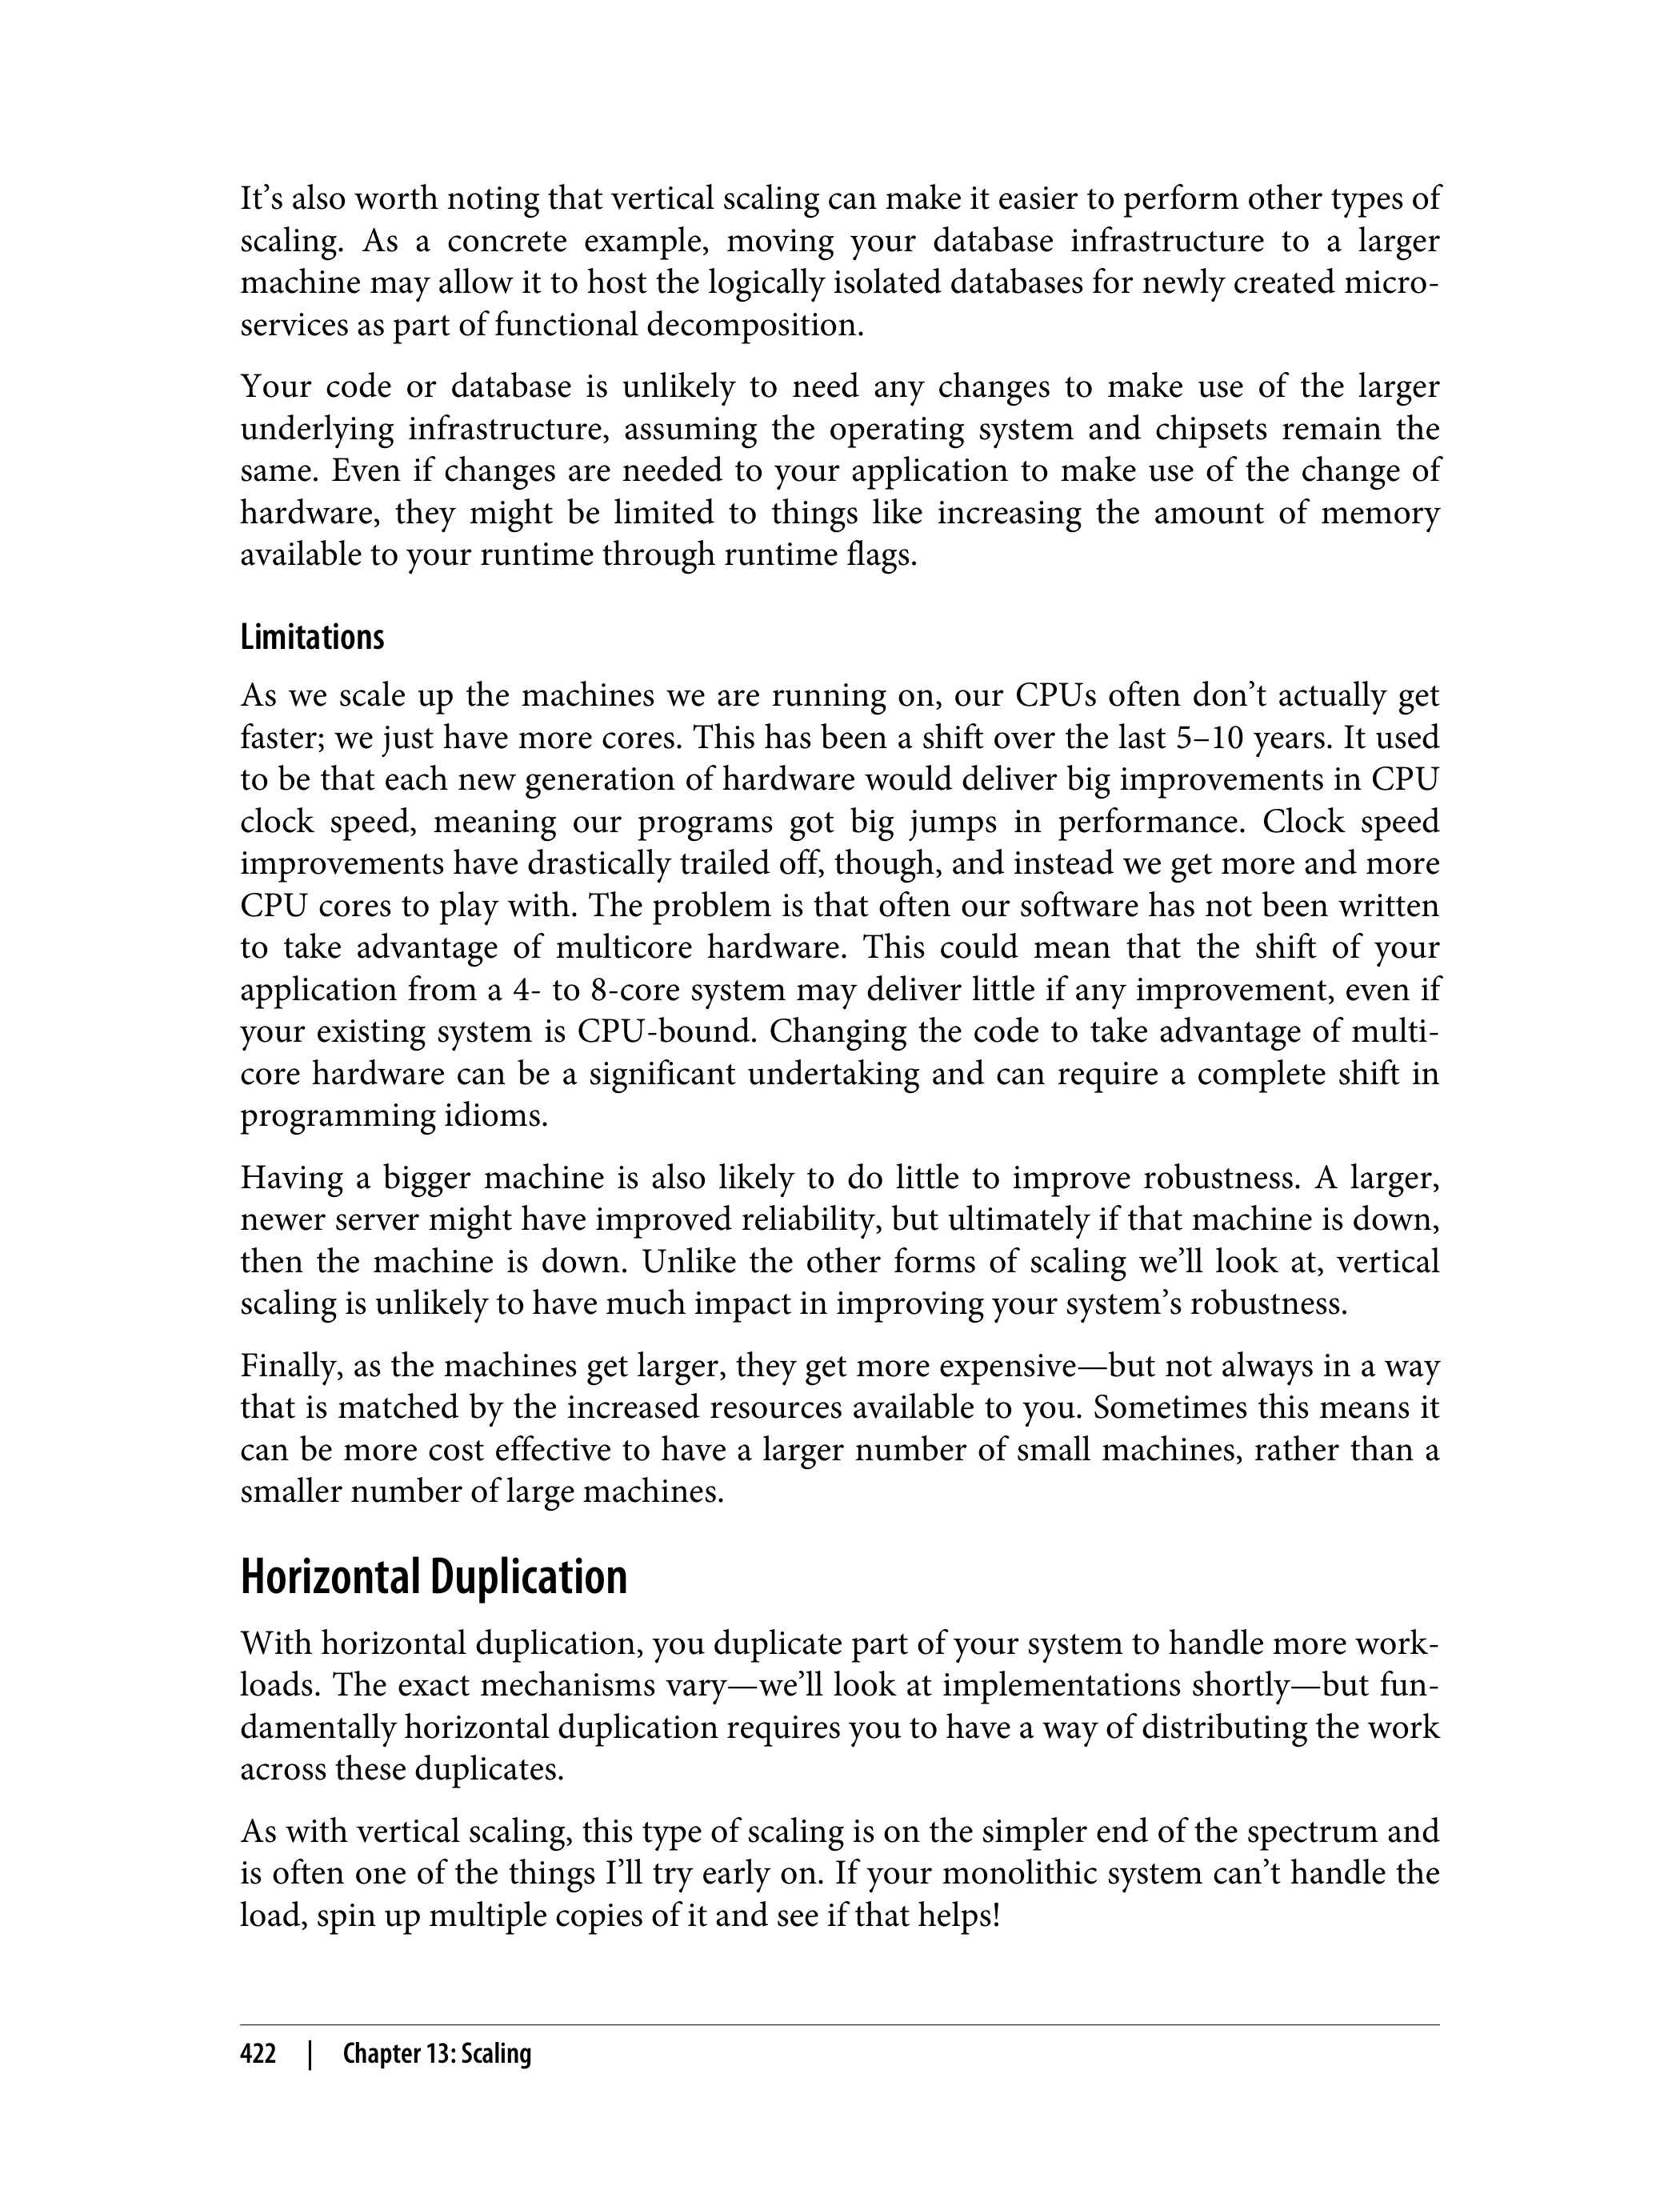 It’s also worth noting that vertical scaling can make it easier to perform other types of
scaling. As a concrete example, moving your database infrastructure to a larger
machine may allow it to host the logically isolated databases for newly created micro-
services as part of functional decomposition.
Your code or database is unlikely to need any changes to make use of the larger
underlying infrastructure, assuming the operating system and chipsets remain the
same. Even if changes are needed to your application to make use of the change of
hardware, they might be limited to things like increasing the amount of memory
available to your runtime through runtime flags.
Limitations
As we scale up the machines we are running on, our CPUs often don’t actually get
faster; we just have more cores. This has been a shift over the last 5–10 years. It used
to be that each new generation of hardware would deliver big improvements in CPU
clock speed, meaning our programs got big jumps in performance. Clock speed
improvements have drastically trailed off, though, and instead we get more and more
CPU cores to play with. The problem is that often our software has not been written
to take advantage of multicore hardware. This could mean that the shift of your
application from a 4- to 8-core system may deliver little if any improvement, even if
your existing system is CPU-bound. Changing the code to take advantage of multi-
core hardware can be a significant undertaking and can require a complete shift in
programming idioms.
Having a bigger machine is also likely to do little to improve robustness. A larger,
newer server might have improved reliability, but ultimately if that machine is down,
then the machine is down. Unlike the other forms of scaling we’ll look at, vertical
scaling is unlikely to have much impact in improving your system’s robustness.
Finally, as the machines get larger, they get more expensive—but not always in a way
that is matched by the increased resources available to you. Sometimes this means it
can be more cost effective to have a larger number of small machines, rather than a
smaller number of large machines.
Horizontal Duplication
With horizontal duplication, you duplicate part of your system to handle more work-
loads. The exact mechanisms vary—we’ll look at implementations shortly—but fun-
damentally horizontal duplication requires you to have a way of distributing the work
across these duplicates.
As with vertical scaling, this type of scaling is on the simpler end of the spectrum and
is often one of the things I’ll try early on. If your monolithic system can’t handle the
load, spin up multiple copies of it and see if that helps!
422 | Chapter 13: Scaling